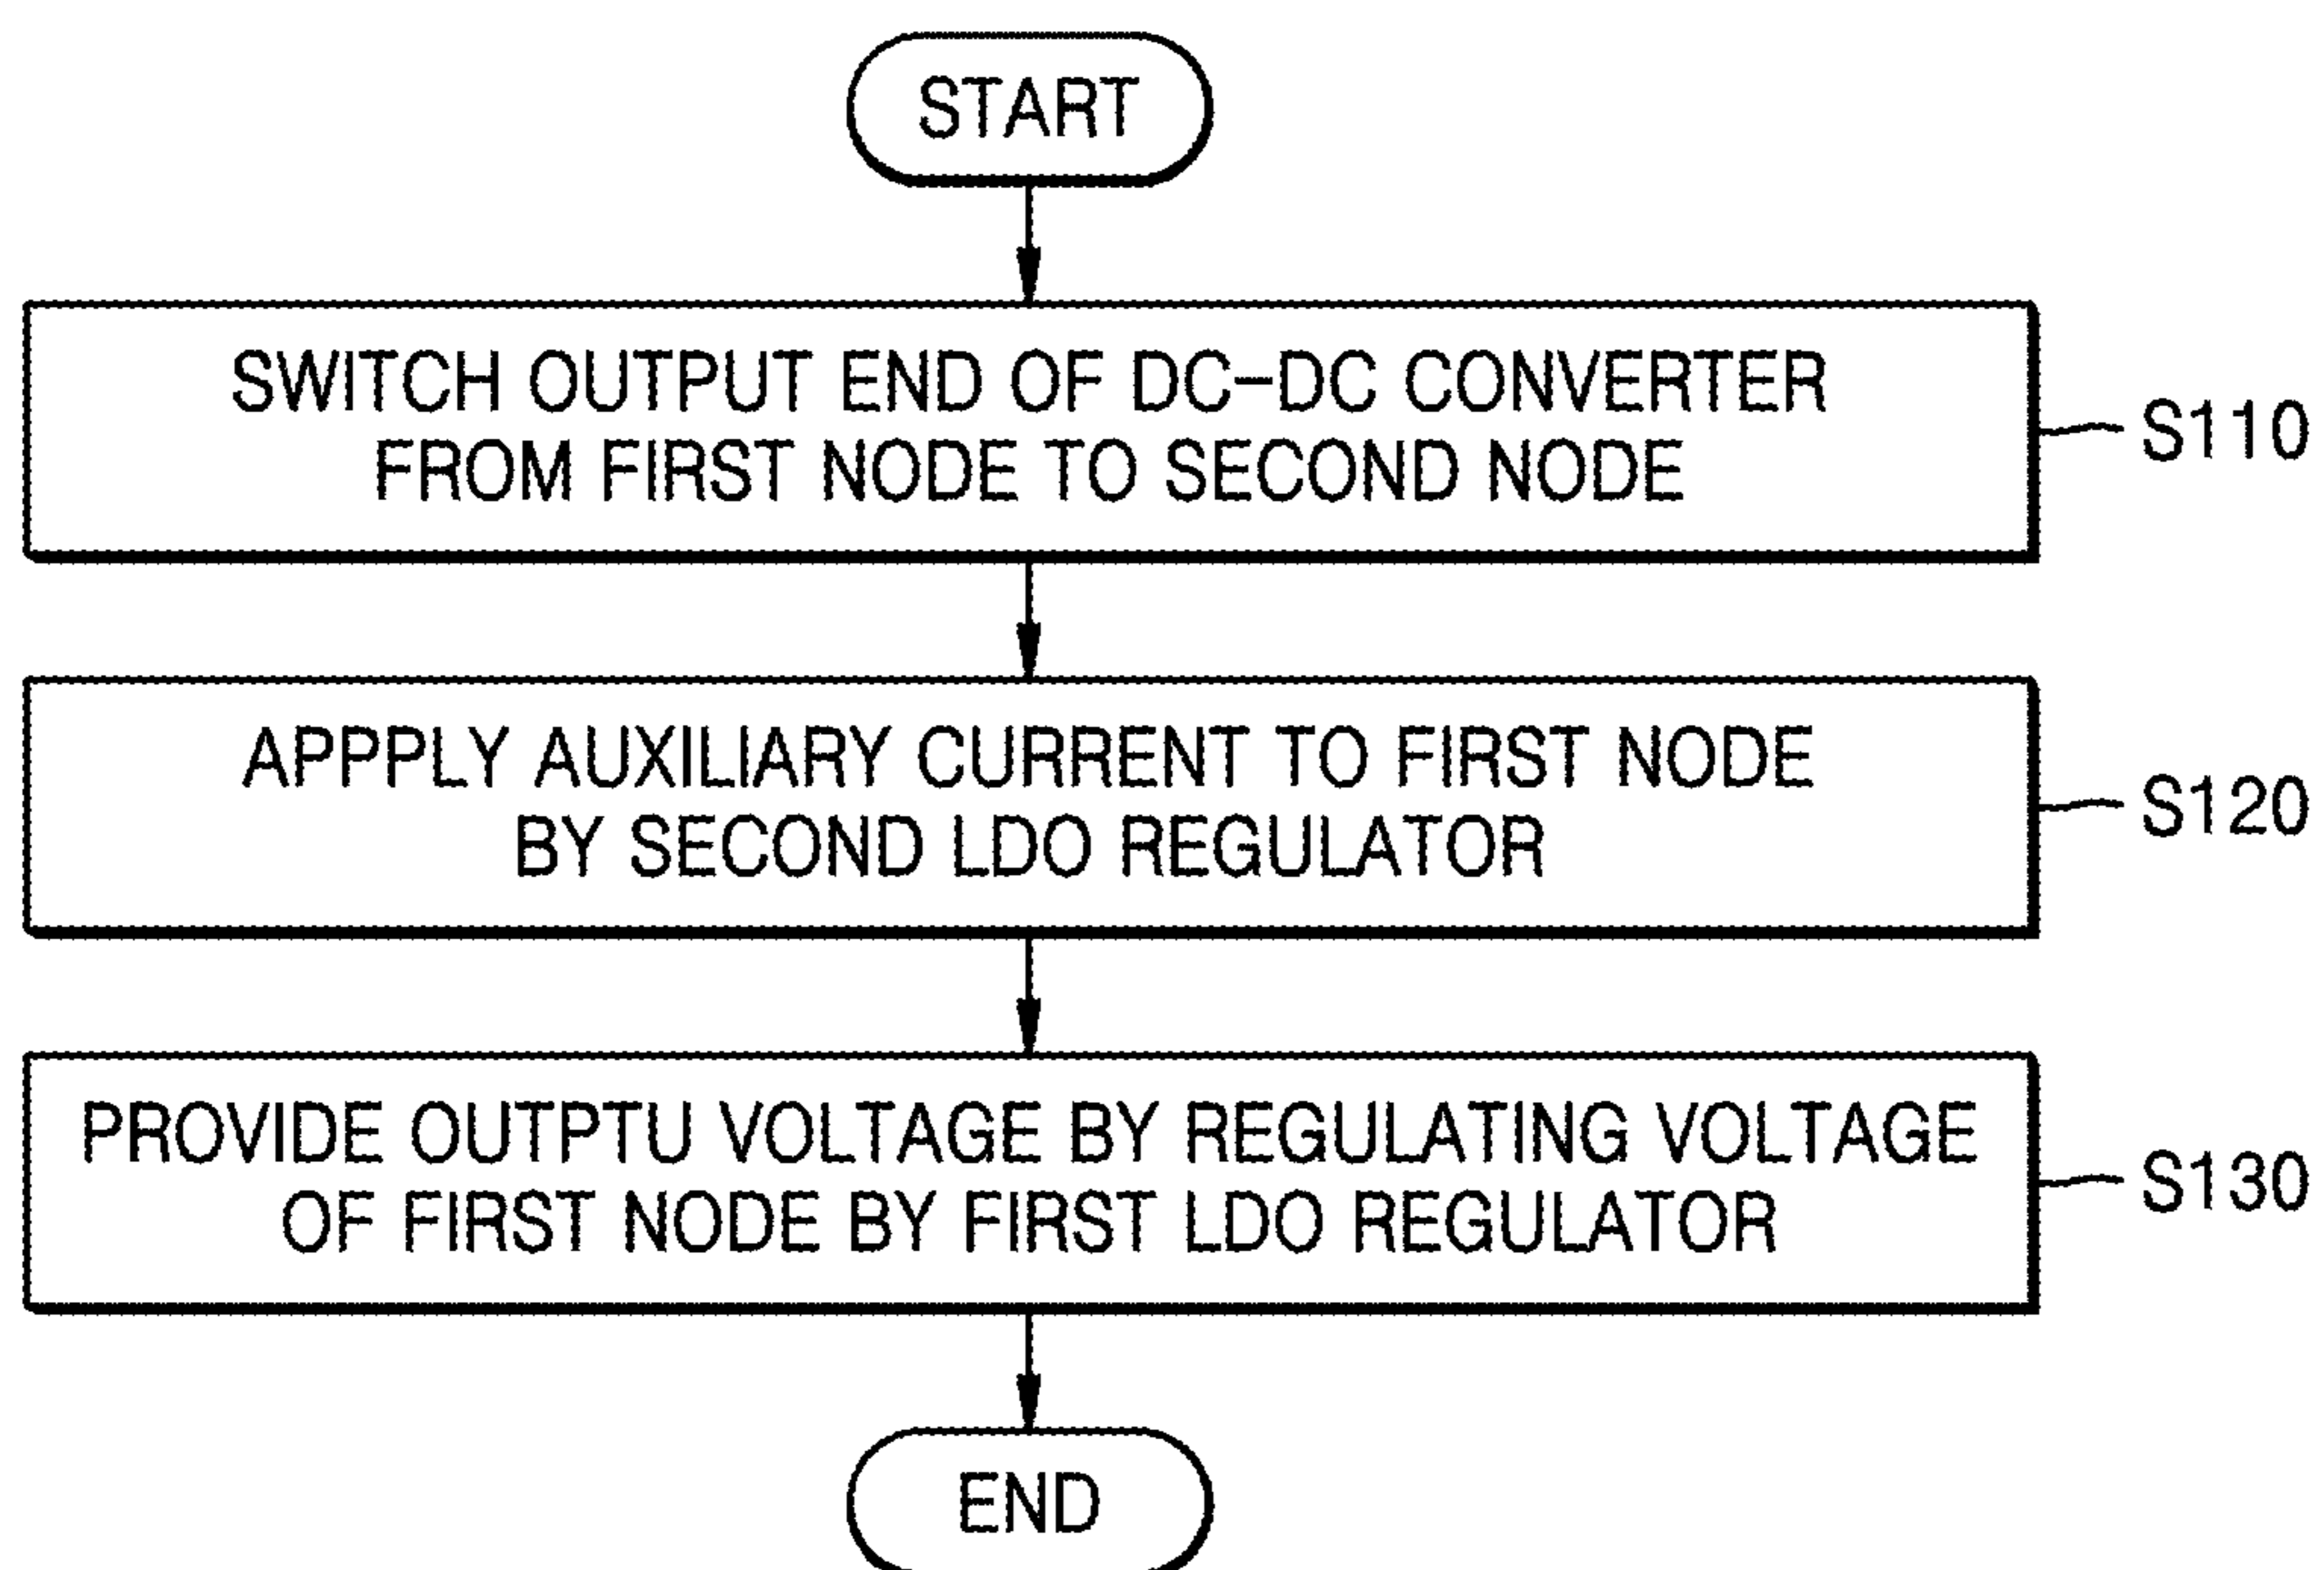 START
SWITCH OUTPUT END OF DC-DC CONVERTER
FROM FIRST NODE TO SECOND NODE
S110
APPPLY AUXILIARY CURRENT TO FIRST NODE
BY SECOND LDO REGULATOR
S120
PROVIDE OUTPTU VOLTAGE BY REGULATING VOLTAGE
OF FIRST NODE BY FIRST LDO REGULATOR
S130
END